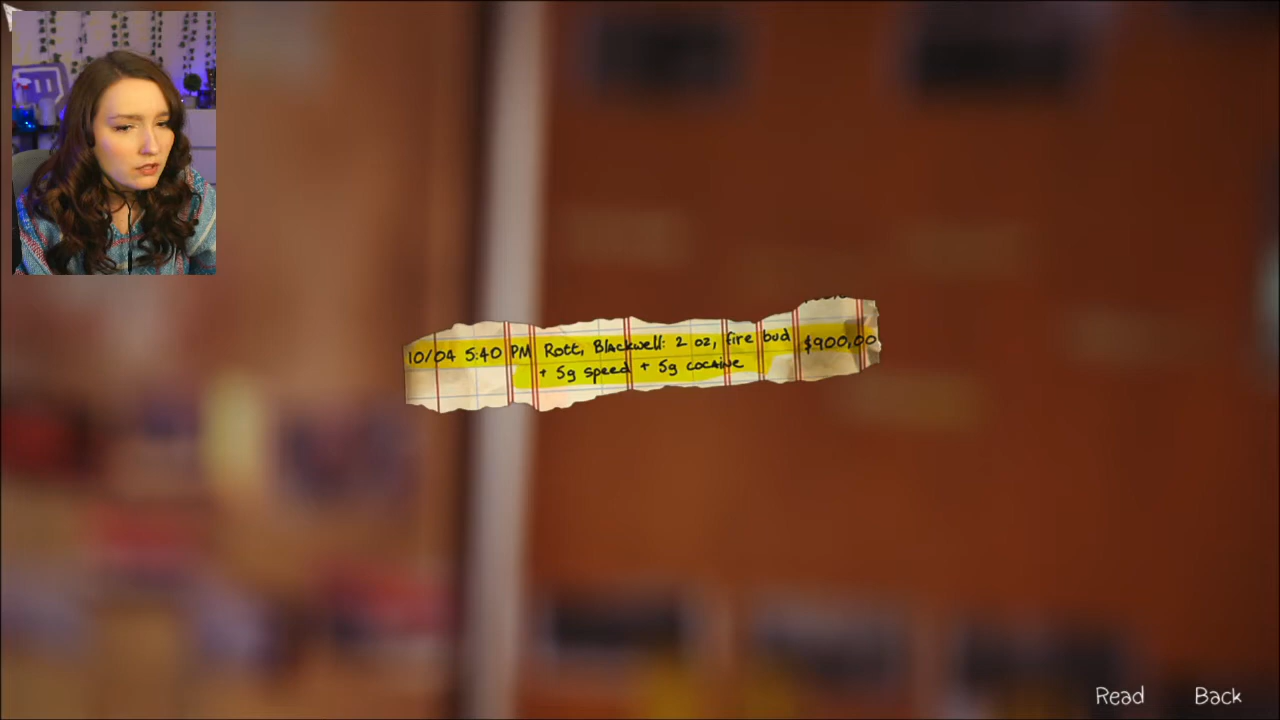 10/04 5:40 PM Rott, Blackwell: 2 oz, fire bud $900,00
+ 5g speed + 5g cocaine
Read Back